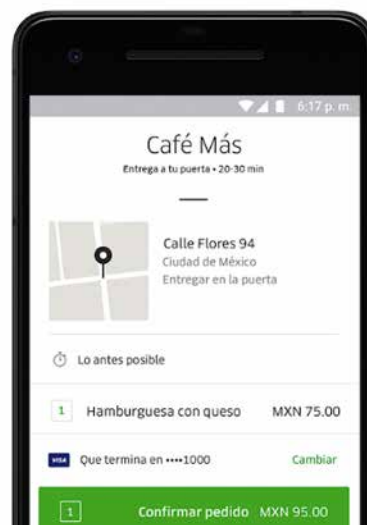 6:17 p. m.
Café Más
Entrega a tu puerta • 20-30 min
Calle Flores 94
Ciudad de México
Entregar en la puerta
Lo antes posible
1 Hamburguesa con queso MXN 75.00
VISA Que termina en ••••1000 Cambiar
1 Confirmar pedido MXN 95.00